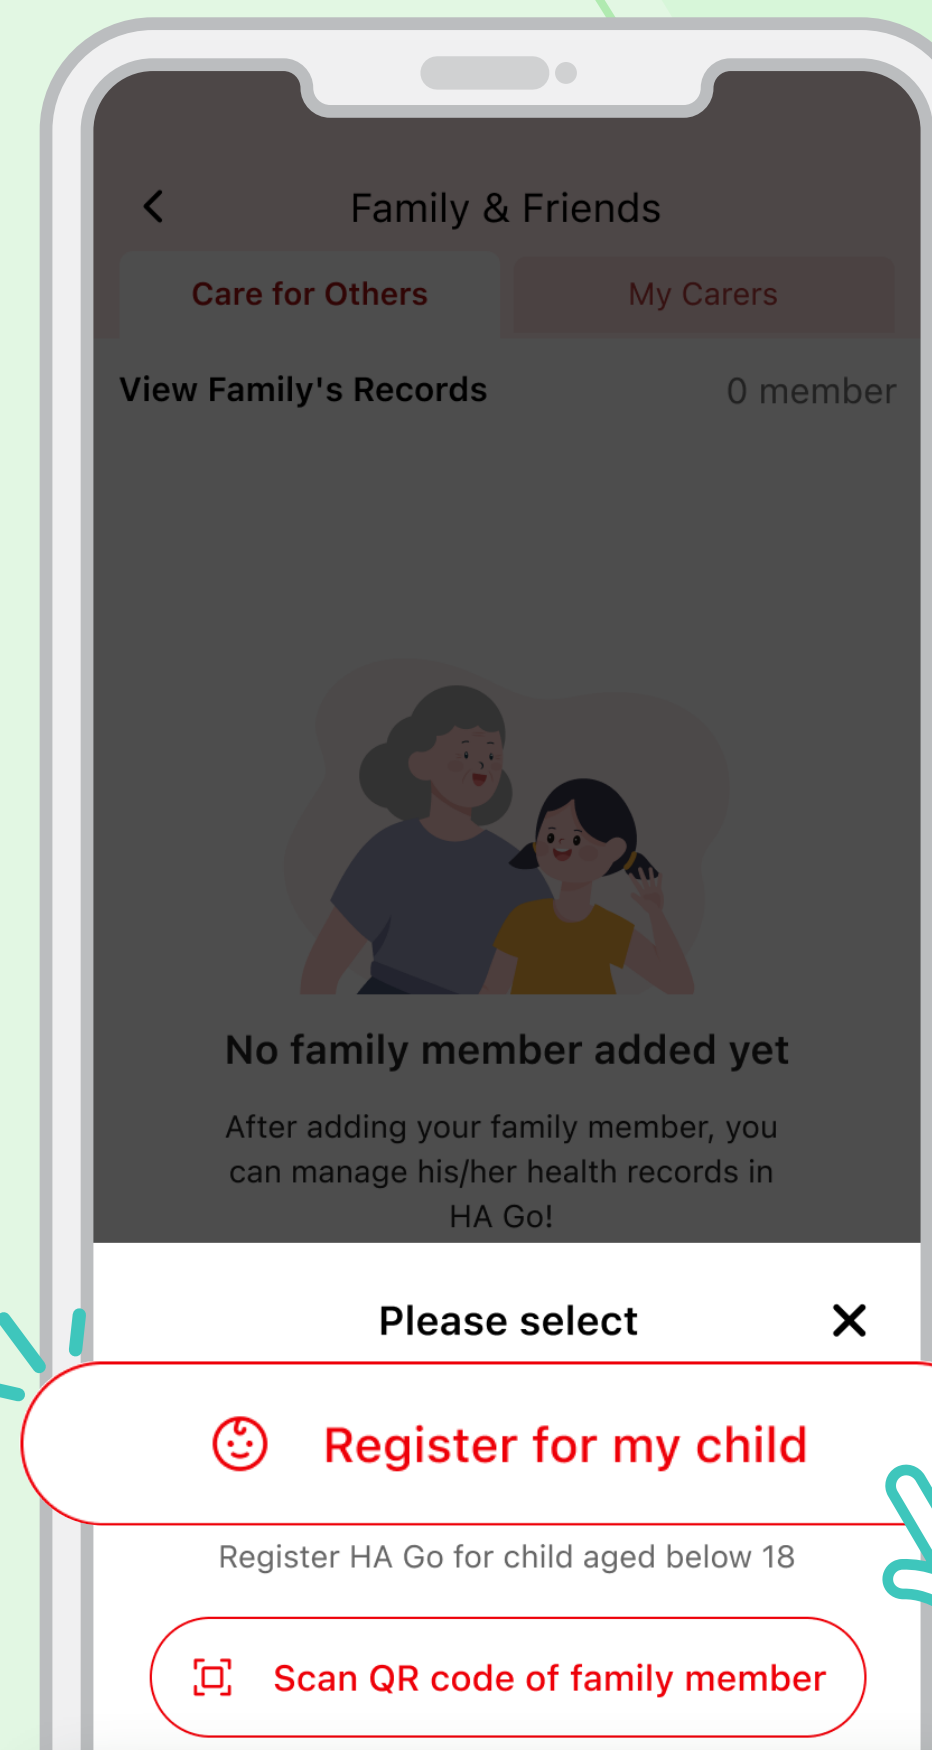 Family & Friends
Care for Others
My Carers
View Family's Records
0 member
No family member added yet
After adding your family member, you
can manage his/her health records in
HA Go!
Please select
Register for my child
Register HA Go for child aged below 18
Scan QR code of family member